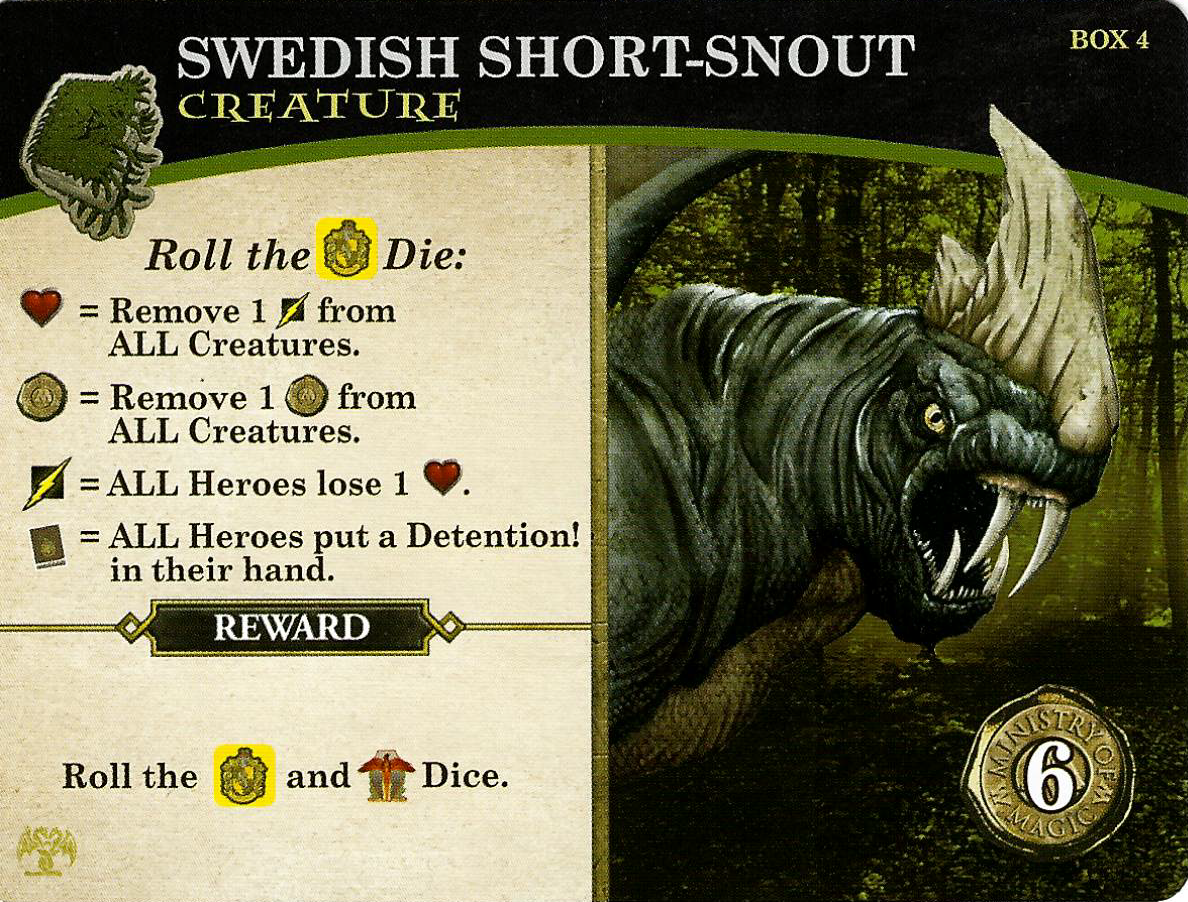 SWEDISH SHORT-SNOUT
BOX 4
CREATURE
Roll the Die:
= Remove 1 from
ALL Creatures.
= Remove 1 from
ALL Creatures.
= ALL Heroes lose 1 .
= ALL Heroes put a Detention!
in their hand.
REWARD
Roll the and Dice.
MINISTRY OF
6
M MAGIC M